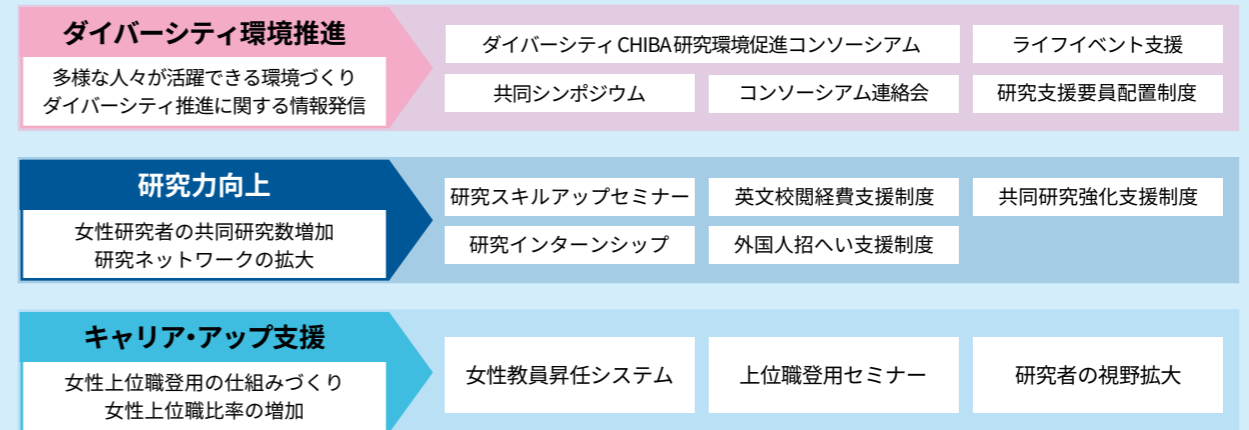 ダイバーシティ環境推進
多様な人々が活躍できる環境づくり
ダイバーシティ推進に関する情報発信
ダイバーシティCHIBA研究環境促進コンソーシアム
ライフイベント支援
共同シンポジウム
コンソーシアム連絡会
研究支援要員配置制度
研究力向上
女性研究者の共同研究数増加
研究ネットワークの拡大
研究スキルアップセミナー
英文校閲経費支援制度
共同研究強化支援制度
研究インターンシップ
外国人招へい支援制度
キャリア・アップ支援
女性上位職登用の仕組みづくり
女性上位職比率の増加
女性教員昇任システム
上位職登用セミナー
研究者の視野拡大